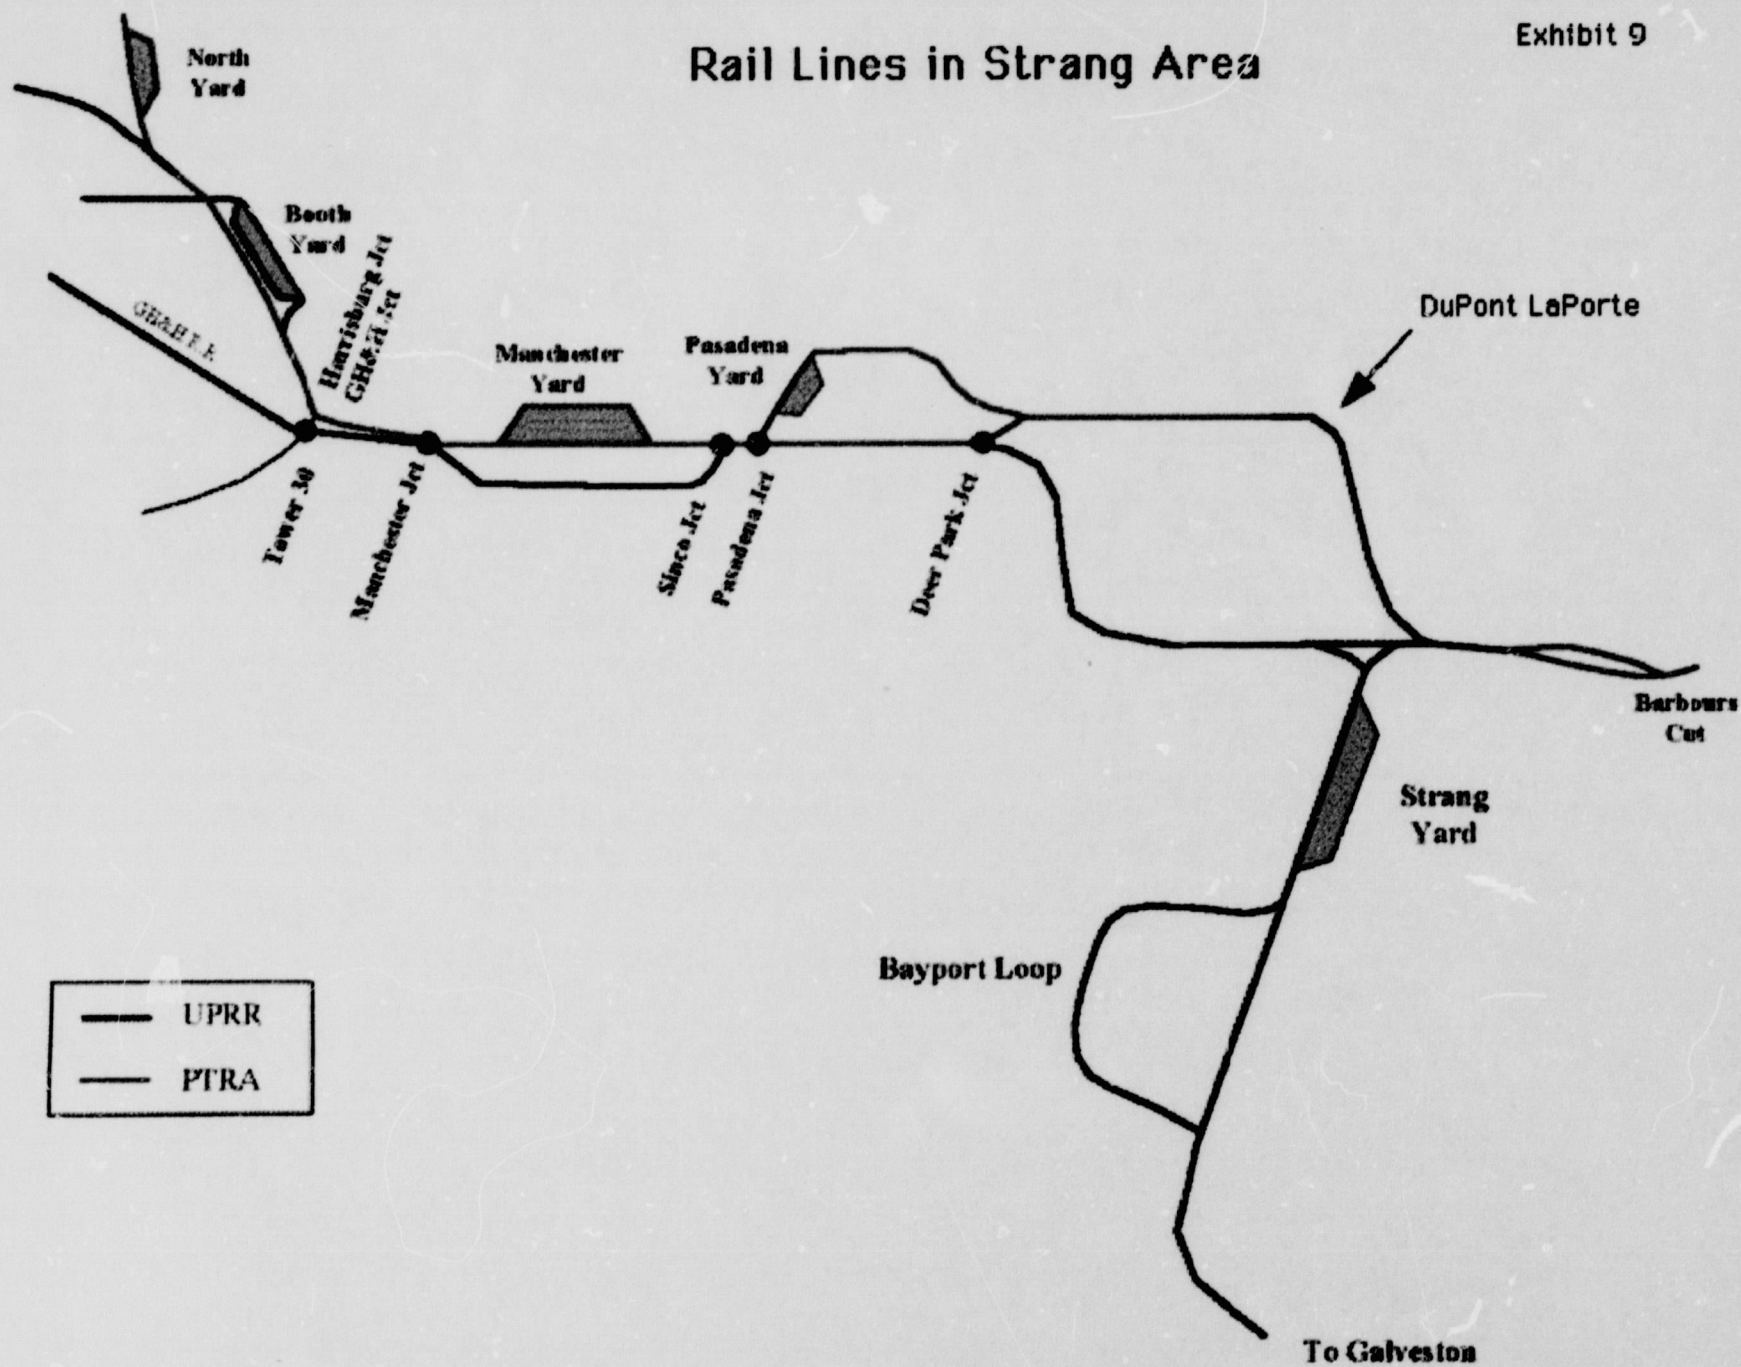 Exhibit 9
Rail Lines in Strang Area
North
Yard
Booth
Yard
Harrisburg Jct
GH&H Jct
GH&H R.R.
DuPont LaPorte
Manchester
Yard
Pasadena
Yard
Tower 30
Manchester Jct
Sinco Jct
Pasadena Jct
Deer Park Jct
Barbours
Cut
Strang
Yard
Bayport Loop
UPRR
PTRA
To Galveston